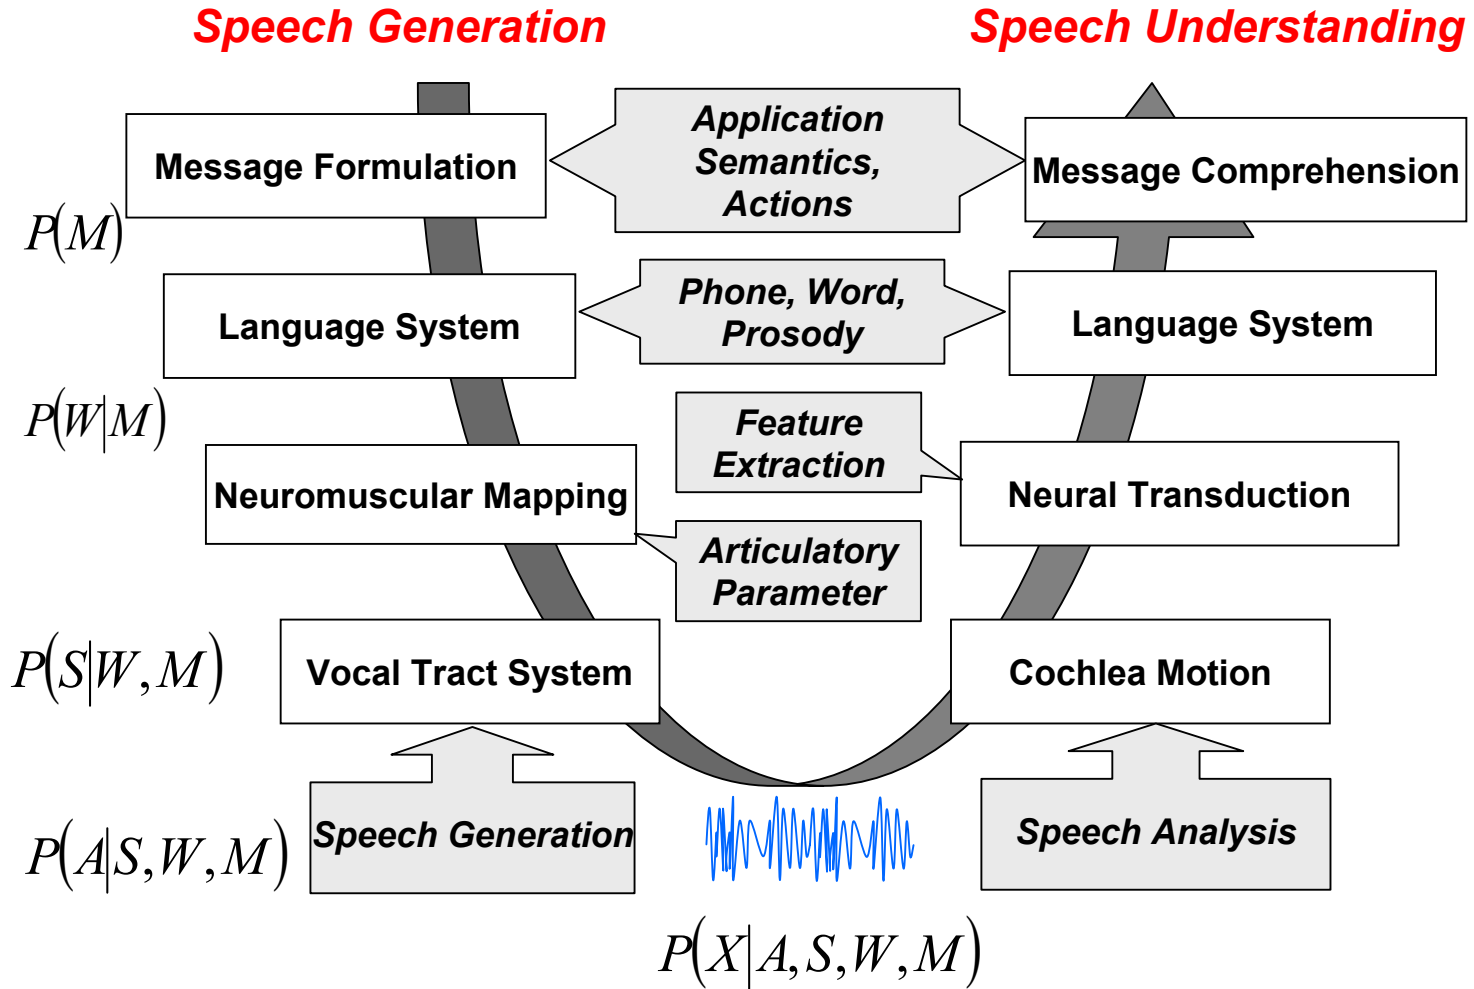 Speech Generation
Speech Understanding
Message Formulation
Application
Semantics,
Actions
Message Comprehension
P(M)
Language System
Phone, Word,
Prosody
Language System
P(W|M)
Feature
Extraction
Neuromuscular Mapping
Neural Transduction
Articulatory
Parameter
P(S|W,M)
Vocal Tract System
Cochlea Motion
P(A|S,W,M)
Speech Generation
Speech Analysis
P(X|A,S,W,M)